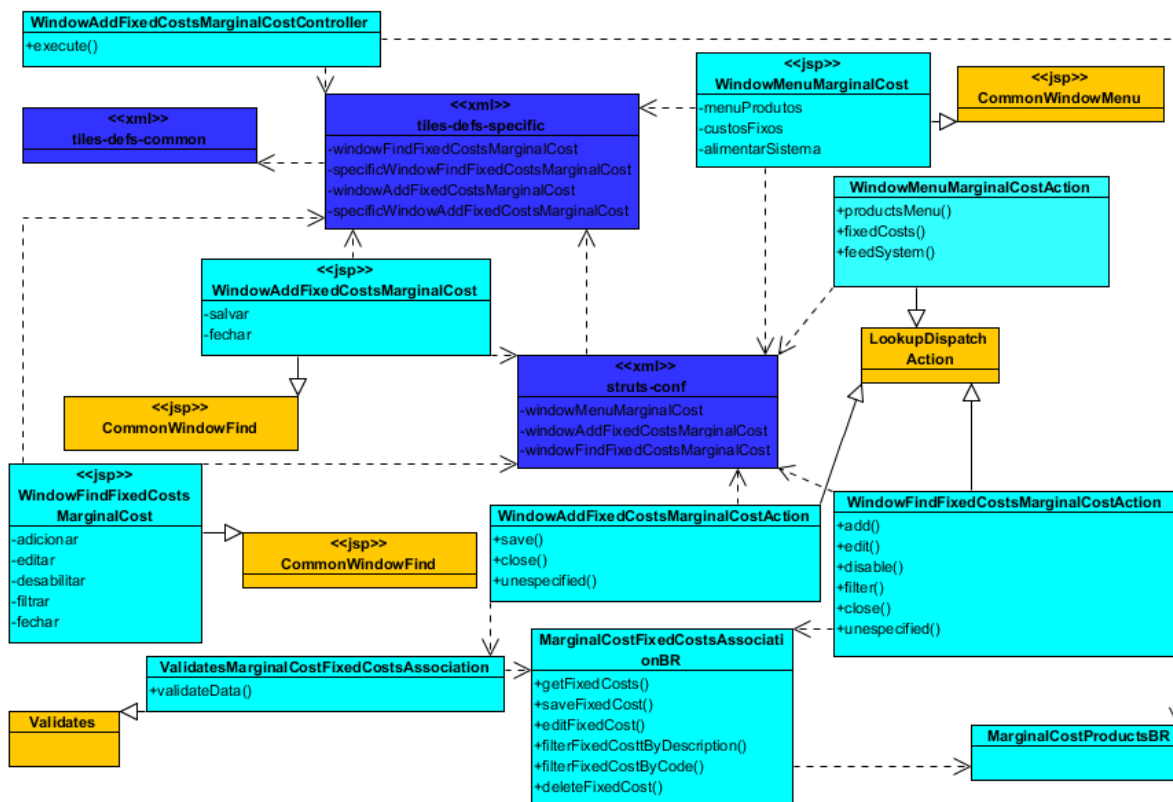 WindowAddFixedCostsMarginalCostController
+execute()
<<xml>>
tiles-defs-common
<<xml>>
tiles-defs-specific
-windowFindFixedCostsMarginalCost
-specificWindowFindFixedCostsMarginalCost
-windowAddFixedCostsMarginalCost
-specificWindowAddFixedCostsMarginalCost
<<jsp>>
WindowMenuMarginalCost
-menuProdutos
-custosFixos
-alimentarSistema
<<jsp>>
CommonWindowMenu
WindowMenuMarginalCostAction
+productsMenu()
+fixedCosts()
+feedSystem()
<<jsp>>
WindowAddFixedCostsMarginalCost
-salvar
-fechar
LookupDispatch
Action
<<xml>>
struts-conf
-windowMenuMarginalCost
-windowAddFixedCostsMarginalCost
-windowFindFixedCostsMarginalCost
<<jsp>>
CommonWindowFind
<<jsp>>
WindowFindFixedCosts
MarginalCost
-adicionar
-editar
-desabilitar
-filtrar
-fechar
<<jsp>>
CommonWindowFind
WindowAddFixedCostsMarginalCostAction
+save()
+close()
+unespecified()
WindowFindFixedCostsMarginalCostAction
+add()
+edit()
+disable()
+filter()
+close()
+unespecified()
ValidatesMarginalCostFixedCostsAssociation
+validateData()
MarginalCostFixedCostsAssociati
onBR
+getFixedCosts()
+saveFixedCost()
+editFixedCost()
+filterFixedCosttByDescription()
+filterFixedCostByCode()
+deleteFixedCost()
Validates
MarginalCostProductsBR